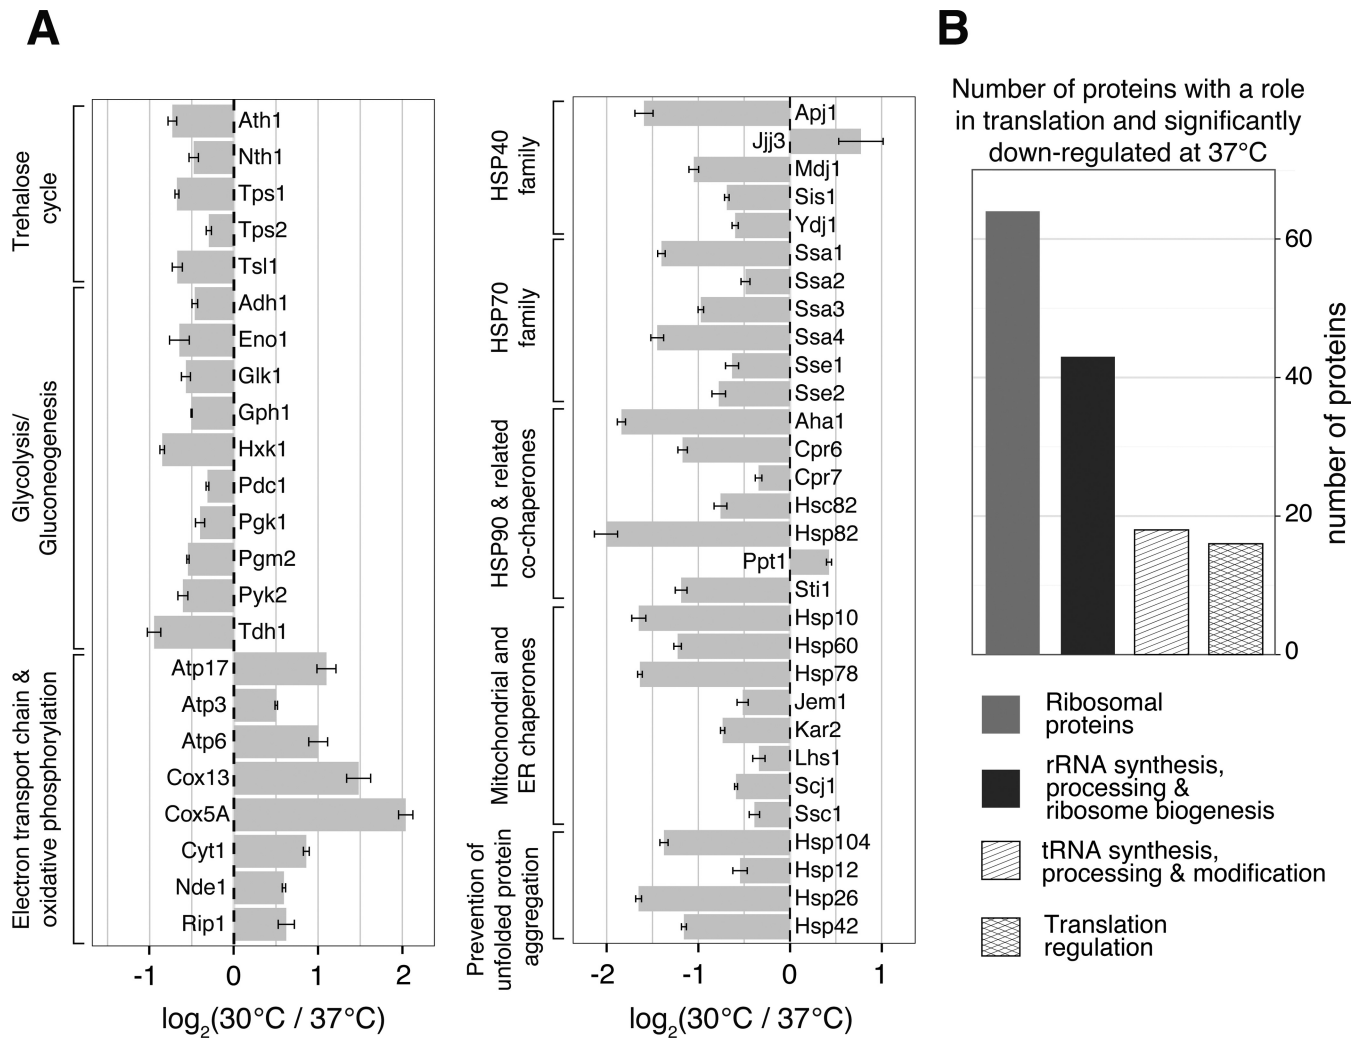 A
Trehalose
cycle
Glycolysis/
Gluconeogenesis
Electron transport chain &
oxidative phosphorylation
Ath1
Nth1
Tps1
Tps2
Tsl1
Adh1
Eno1
Glk1
Gph1
Hxk1
Pdc1
Pgk1
Pgm2
Pyk2
Tdh1
Atp17
Atp3
Atp6
Cox13
Cox5A
Cyt1
Nde1
Rip1
-1 0 1 2
log2(30°C / 37°C)
HSP40
family
HSP70
family
HSP90 & related
co-chaperones
Mitochondrial and
ER chaperones
Prevention of
unfolded protein
aggregation
Apj1
Jjj3
Mdj1
Sis1
Ydj1
Ssa1
Ssa2
Ssa3
Ssa4
Sse1
Sse2
Aha1
Cpr6
Cpr7
Hsc82
Hsp82
Ppt1
Sti1
Hsp10
Hsp60
Hsp78
Jem1
Kar2
Lhs1
Scj1
Ssc1
Hsp104
Hsp12
Hsp26
Hsp42
-2 -1 0 1
log2(30°C / 37°C)
B
Number of proteins with a role
in translation and significantly
down-regulated at 37°C
60
40
20
0
number of proteins
Ribosomal
proteins
rRNA synthesis,
processing &
ribosome biogenesis
tRNA synthesis,
processing & modification
Translation
regulation